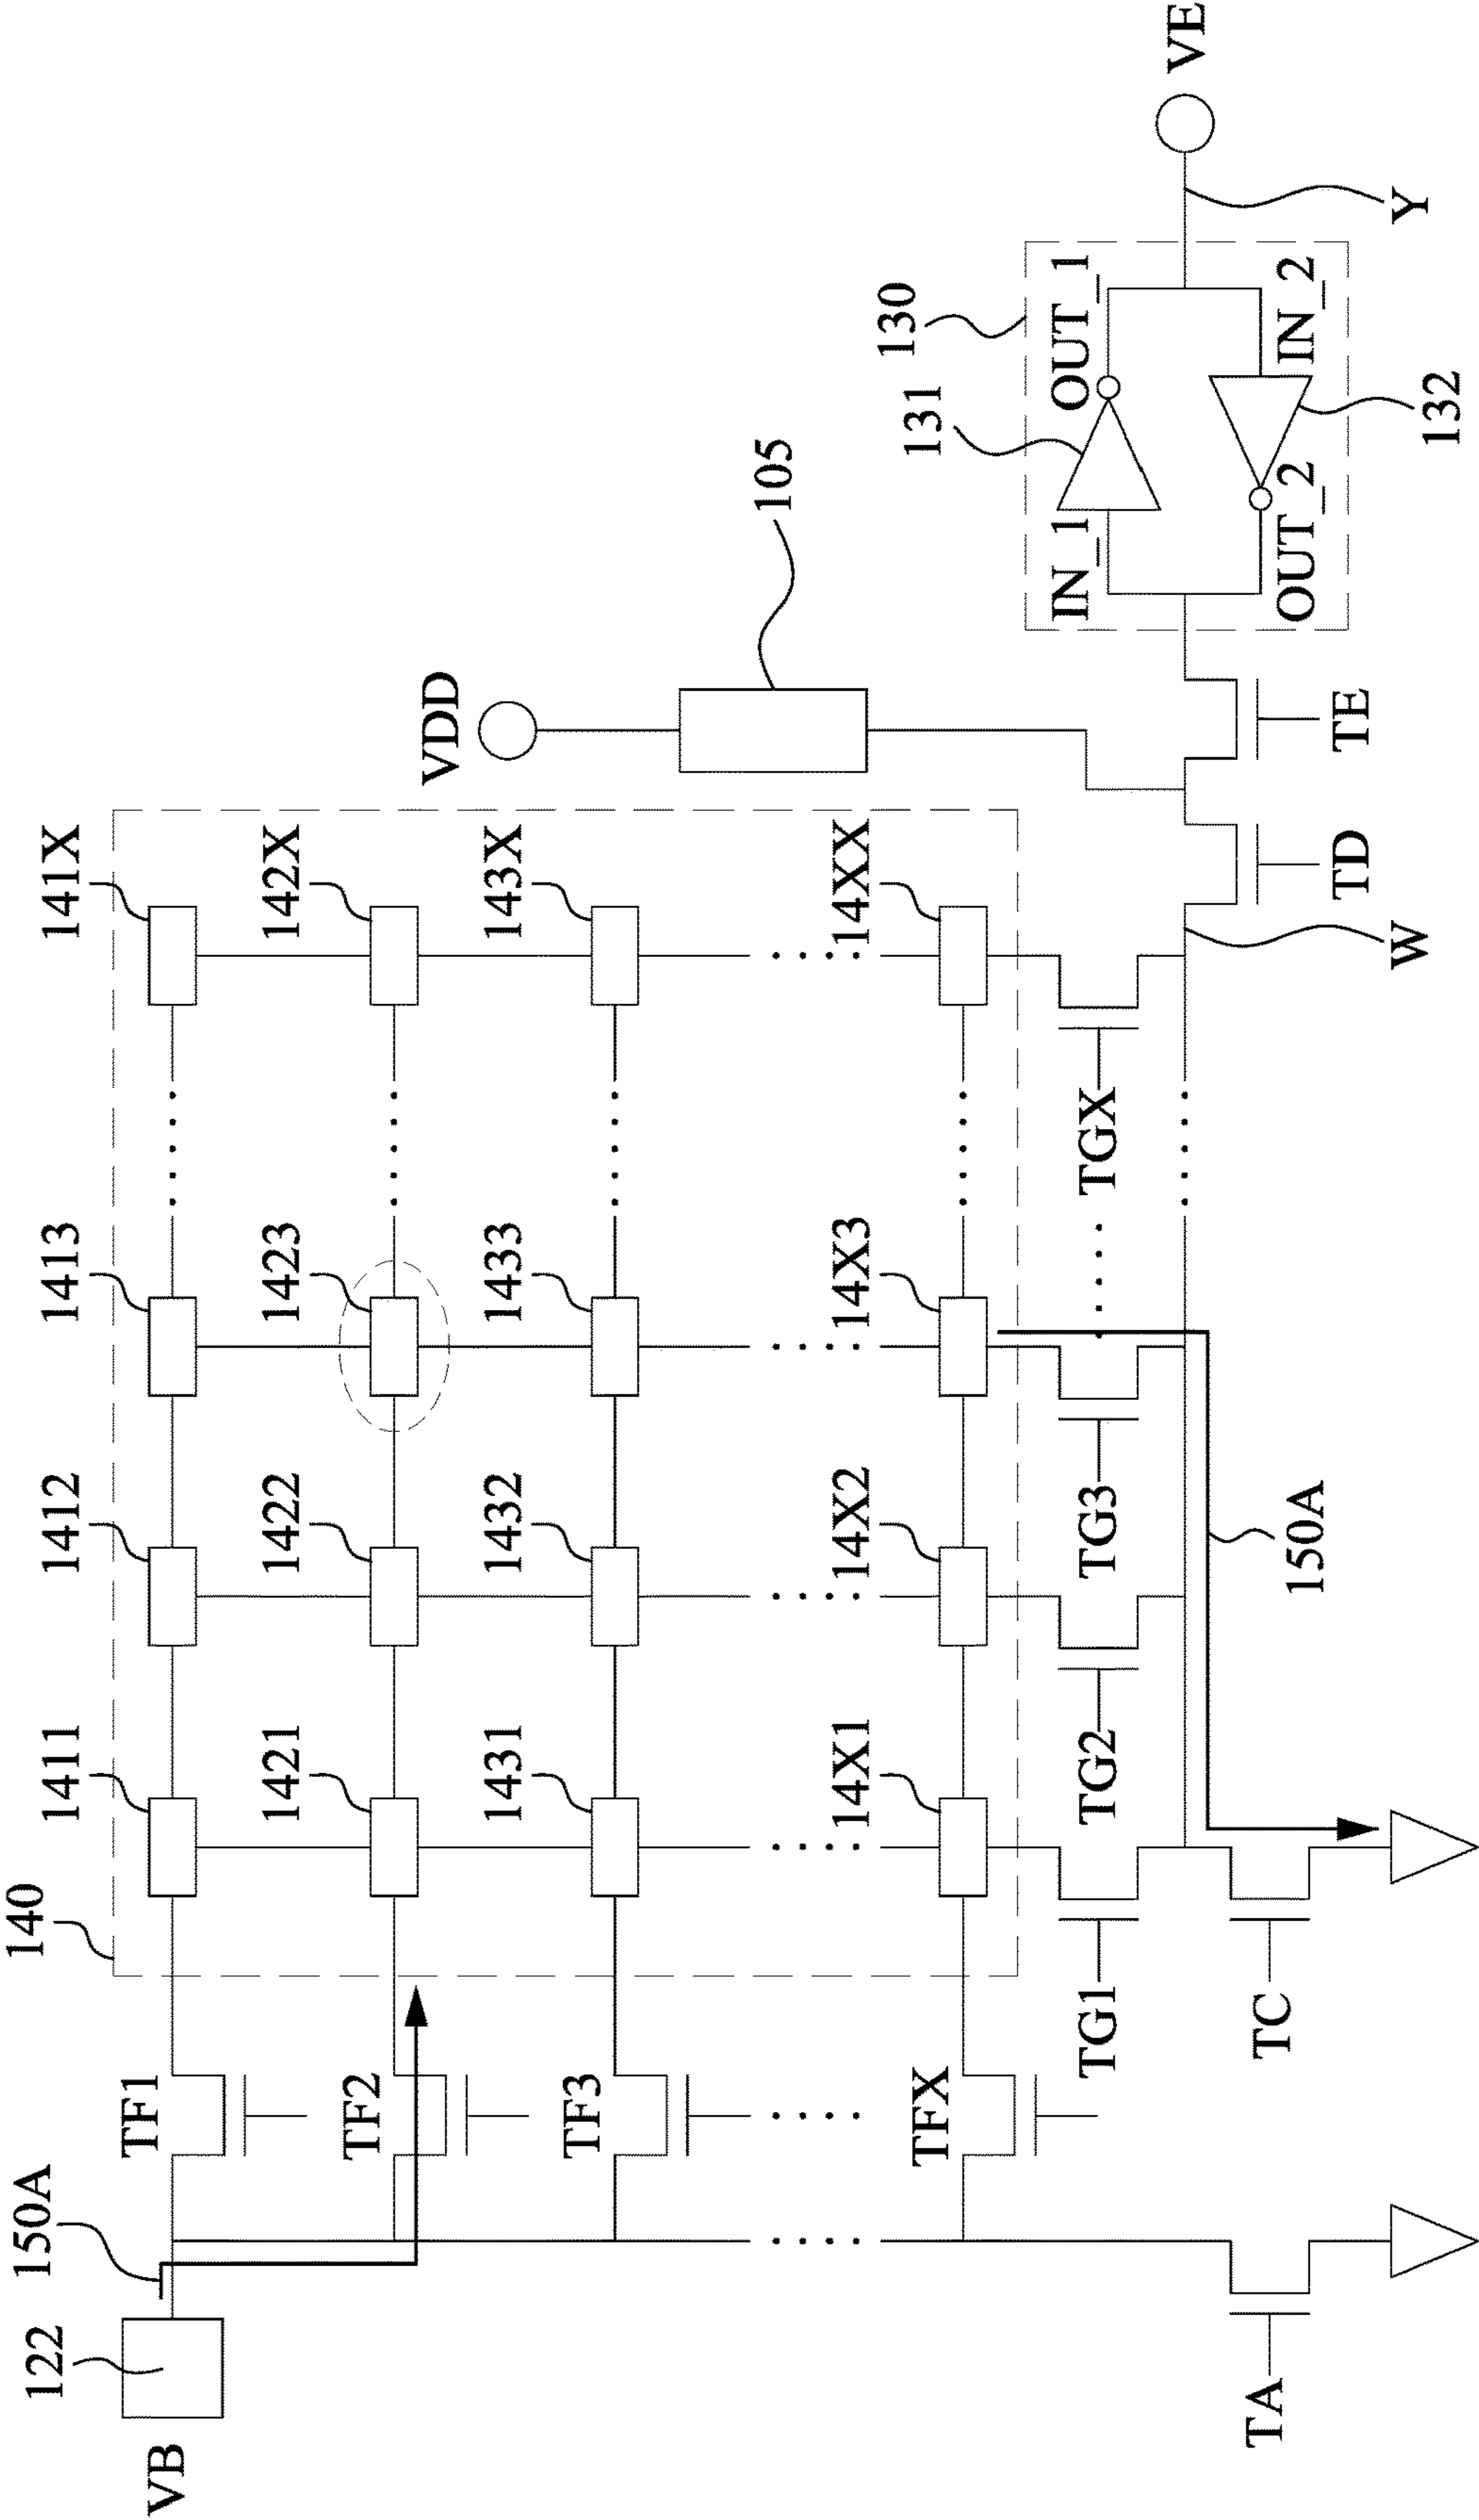 VB
122
150A
140
TF1
TF2
TF3
TFX
TA
1411
1412
1413
141X
1421
1422
1423
142X
1431
1432
1433
143X
14X1
14X2
14X3
14XX
TG1
TG2
TG3
TGX
TC
150A
W
TD
TE
VDD
105
130
131
IN_1
OUT_1
OUT_2
IN_2
132
Y
VE